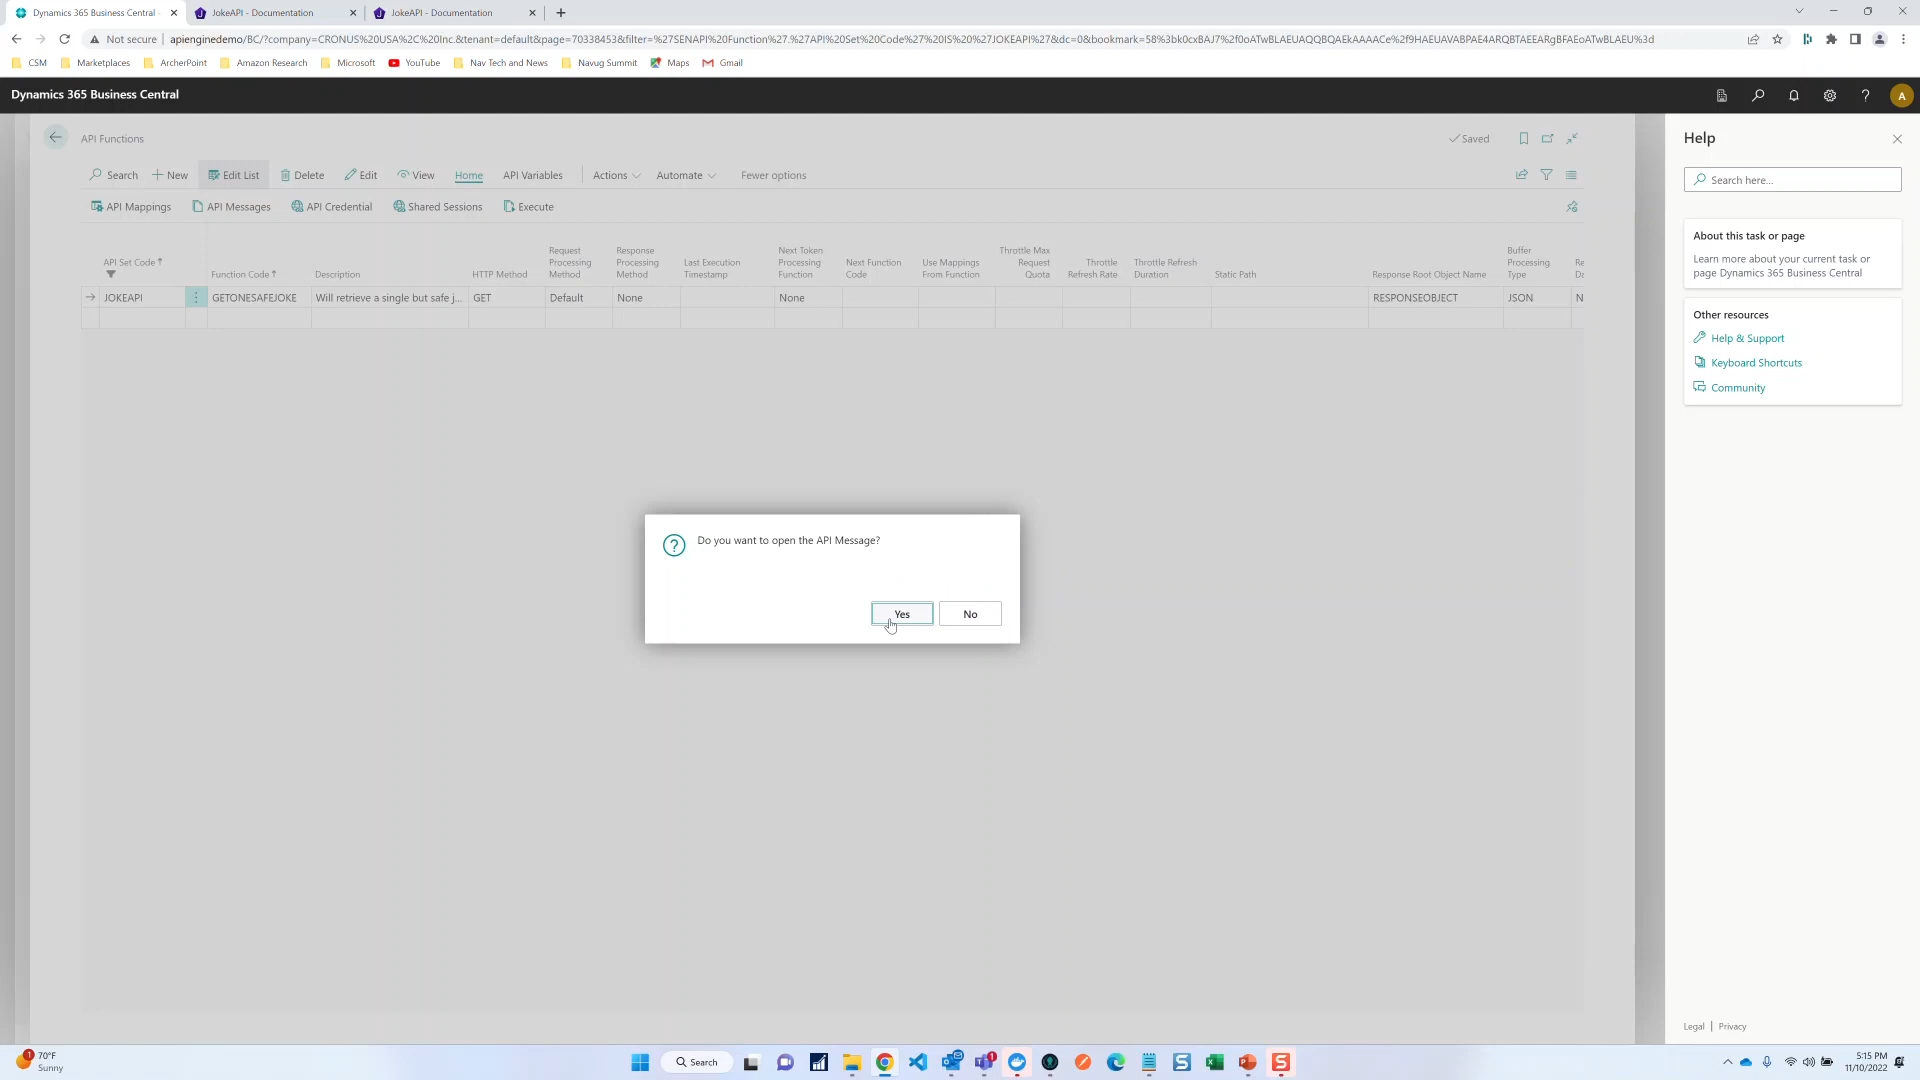 Dynamics 365 Business Central
JokeAPI - Documentation
JokeAPI - Documentation
Not secure
apienginedemo/BC/?company=CRONUS%20USA%2C%20Inc.&tenant=default&page=70338453&filter=%27SENAPI%20Function%27.%27API%20Set%20Code%27%20IS%20%27JOKEAPI%27&dc=0&bookmark=58%3bk0cxBAJ7%2f0oATwBLAEUAQQBQAEkAAAACe%2f9HAEUAVABPAE4ARQBTAEEARgBFAEoATwBLAEU%3d
CSM Marketplaces ArcherPoint Amazon Research Microsoft YouTube Nav Tech and News Navug Summit Maps Gmail
Dynamics 365 Business Central
A
API Functions
Saved
Search New Edit List Delete Edit View Home API Variables Actions Automate Fewer options
API Mappings API Messages API Credential Shared Sessions Execute
API Set Code
Function Code
Description
HTTP Method
Request
Processing
Method
Response
Processing
Method
Last Execution
Timestamp
Next Token
Processing
Function
Next Function
Code
Use Mappings
From Function
Throttle Max
Request
Quota
Throttle
Refresh Rate
Throttle Refresh
Duration
Static Path
Response Root Object Name
Buffer
Processing
Type
Re
Da
JOKEAPI GETONESAFEJOKE Will retrieve a single but safe j... GET Default None None RESPONSEOBJECT JSON N
Do you want to open the API Message?
Yes No
Help
Search here...
About this task or page
Learn more about your current task or
page Dynamics 365 Business Central
Other resources
Help & Support
Keyboard Shortcuts
Community
Legal | Privacy
1
70°F
Sunny
Search
1
5:15 PM
11/10/2022